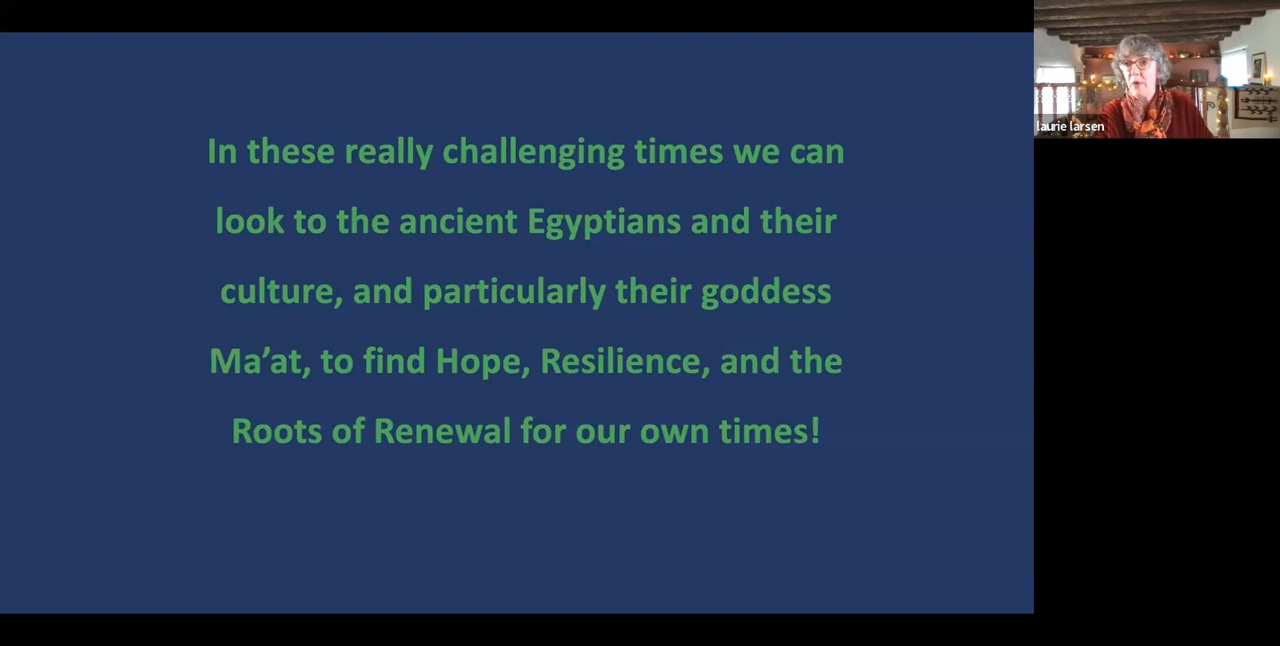 In these really challenging times we can
look to the ancient Egyptians and their
culture, and particularly their goddess
Ma’at, to find Hope, Resilience, and the
Roots of Renewal for our own times!
laurie larsen